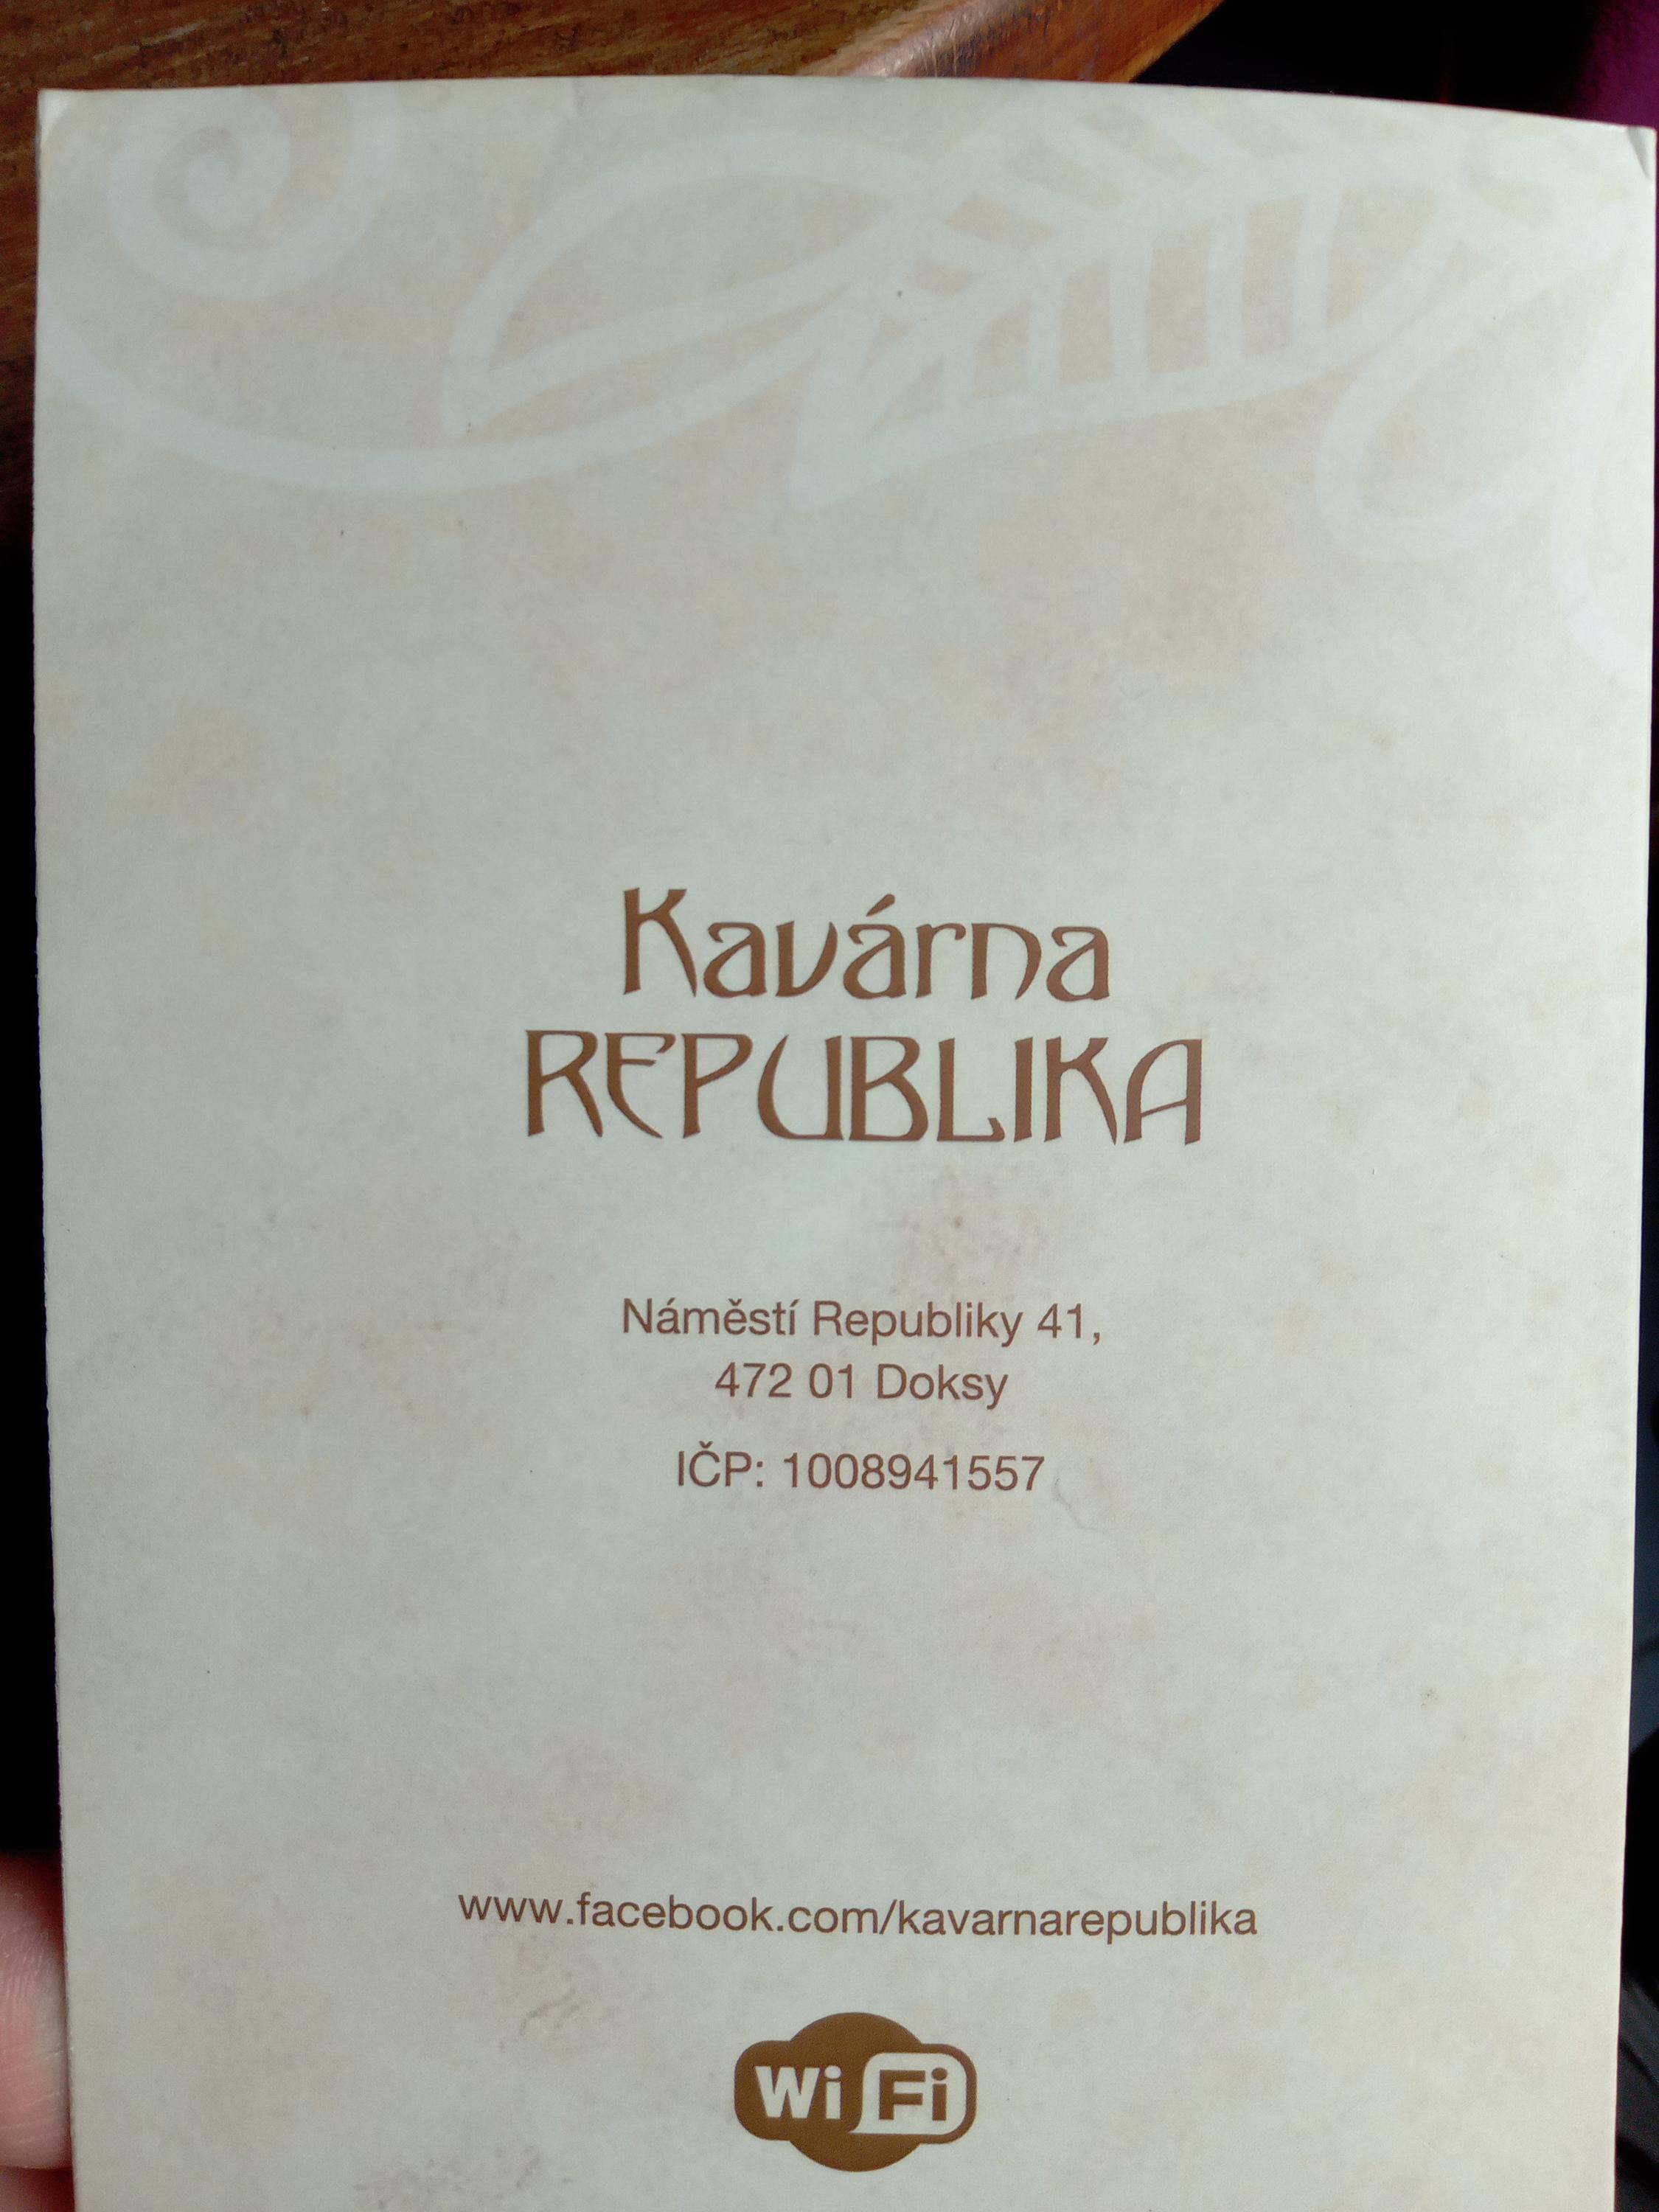 Kavárna
REPUBLIKA
Náměstí Republiky 41,
472 01 Doksy
IČP: 1008941557
www.facebook.com/kavarnarepublika
Wi Fi